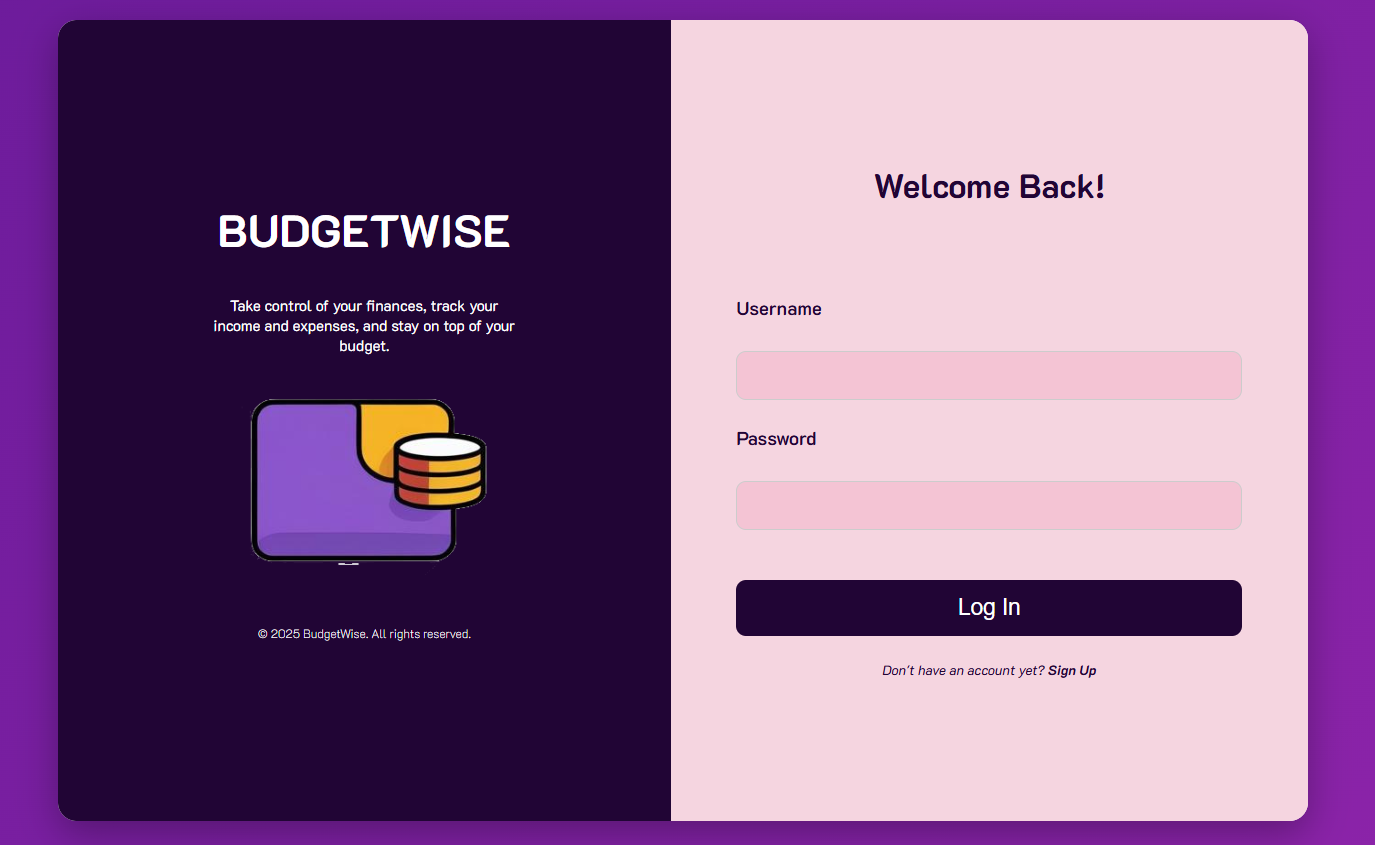 BUDGETWISE
Take control of your finances, track your
income and expenses, and stay on top of your
budget.
© 2025 BudgetWise. All rights reserved.
Welcome Back!
Username
Password
Log In
Don't have an account yet? Sign Up